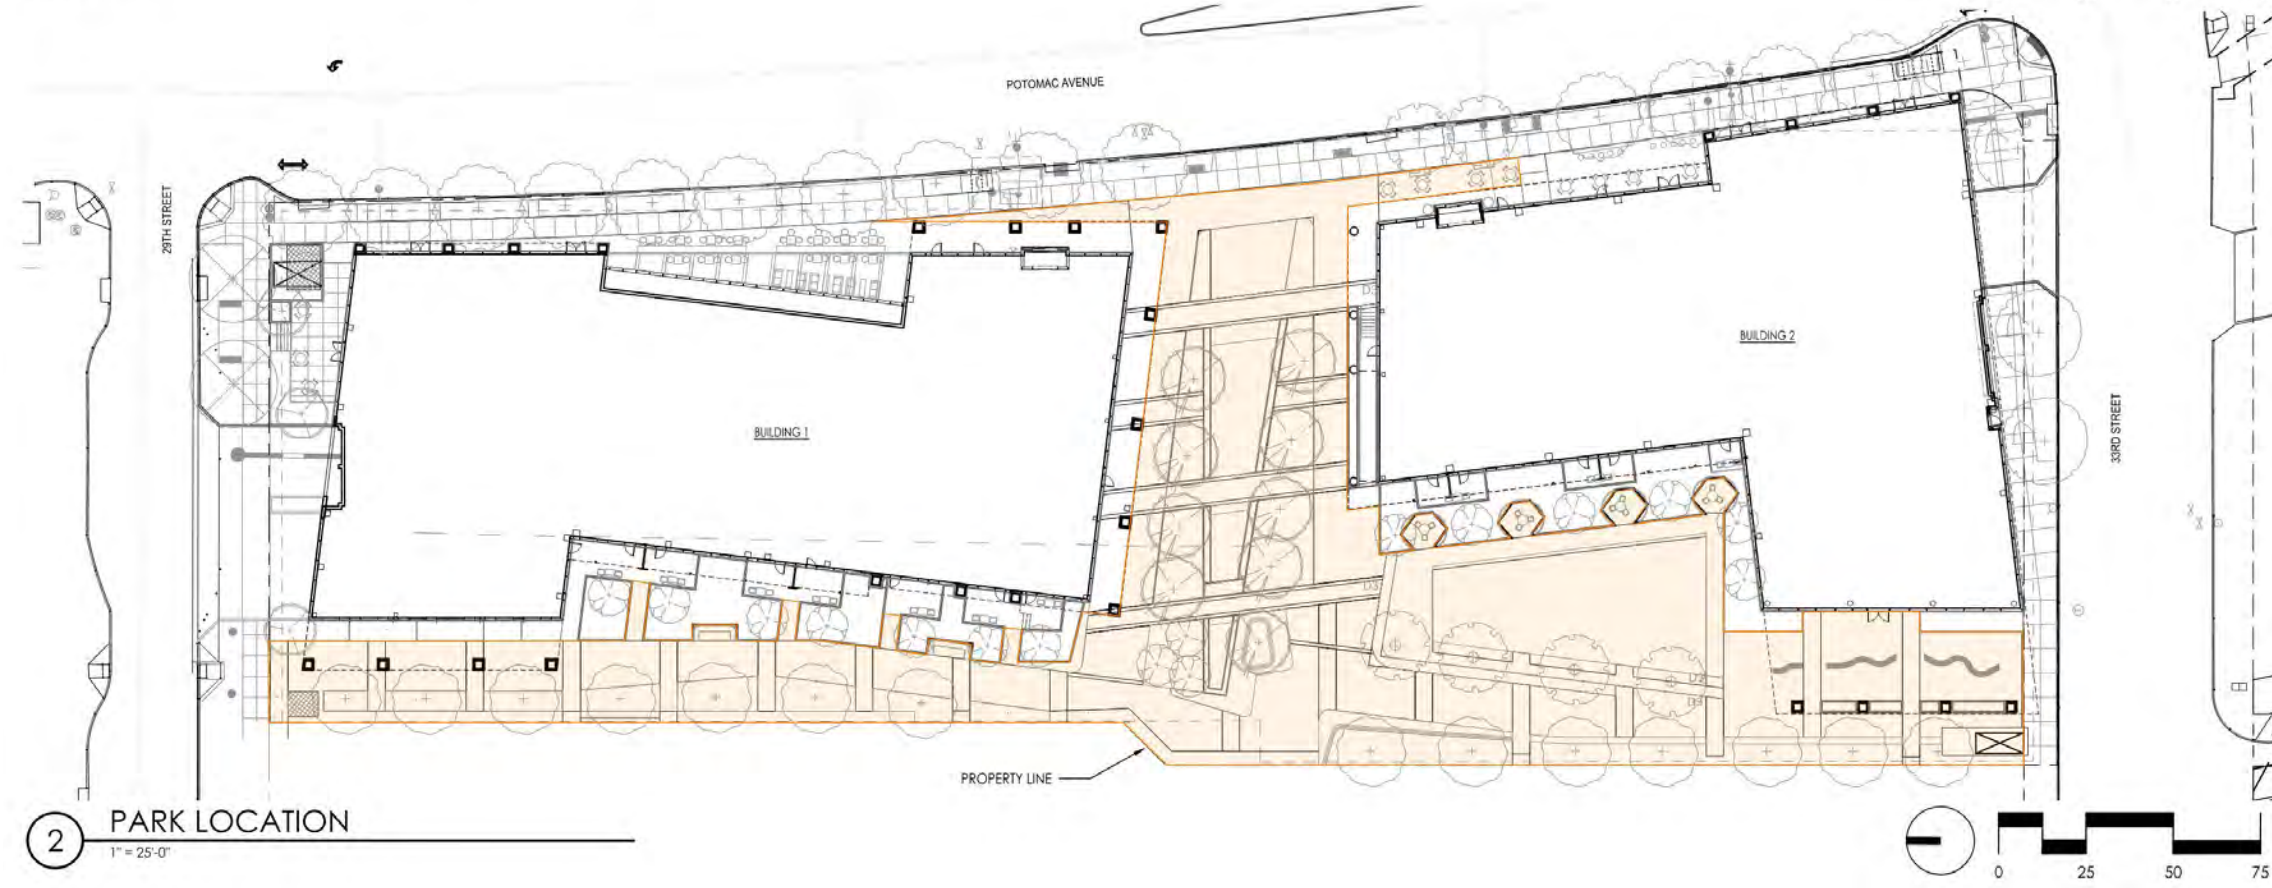 POTOMAC AVENUE
29TH STREET
BUILDING 2
33RD STREET
BUILDING 1
PROPERTY LINE
2
PARK LOCATION
1" = 25'-0"
0 25 50 75